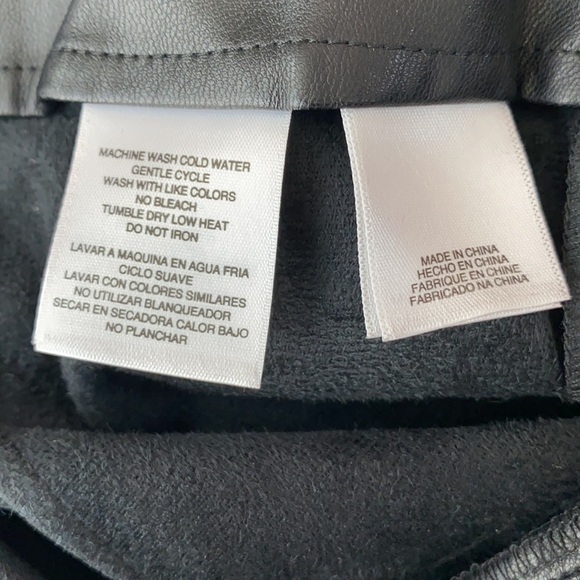 MACHINE WASH COLD WATER
GENTLE CYCLE
WASH WITH LIKE COLORS
NO BLEACH
TUMBLE DRY LOW HEAT
DO NOT IRON
LAVAR A MAQUINA EN AGUA FRIA
CICLO SUAVE
LAVAR CON COLORES SIMILARES
NO UTILIZAR BLANQUEADOR
SECAR EN SECADORA CALOR BAJO
NO PLANCHAR
MADE IN CHINA
HECHO EN CHINA
FABRIQUE EN CHINE
FABRICADO NA CHINA